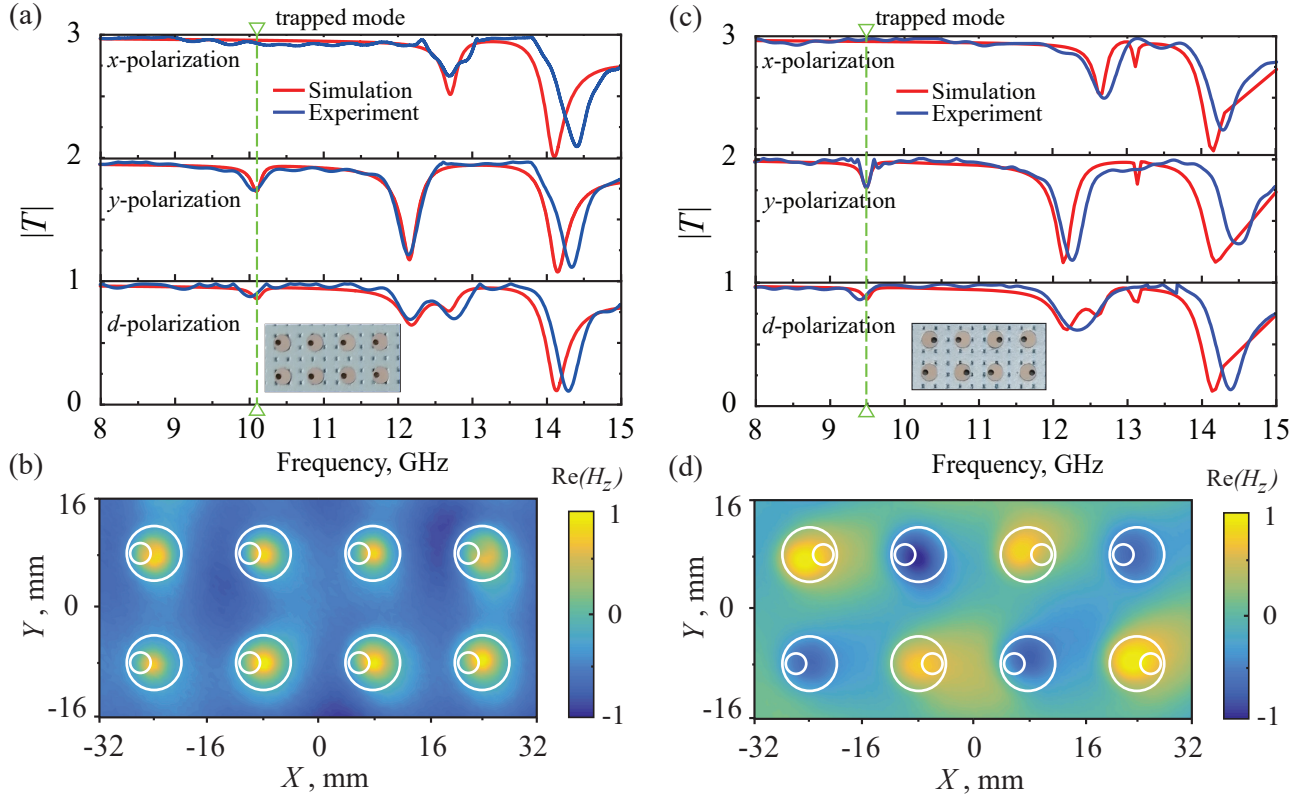 (a)
trapped mode
3
x-polarization
Simulation
Experiment
2
y-polarization
|T|
1
d-polarization
0
8 9 10 11 12 13 14 15
Frequency, GHz
(c)
trapped mode
3
x-polarization
Simulation
Experiment
2
y-polarization
|T|
1
d-polarization
0
8 9 10 11 12 13 14 15
Frequency, GHz
(b)
Re(H_z)
16
Y , mm
0
-16
-32 -16 0 16 32
X , mm
1
0
-1
(d)
Re(H_z)
16
Y , mm
0
-16
-32 -16 0 16 32
X , mm
1
0
-1